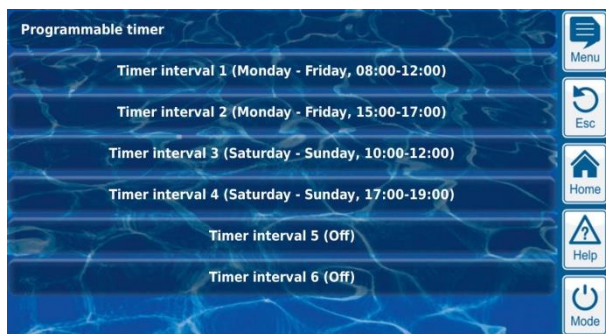 Programmable timer
Timer interval 1 (Monday - Friday, 08:00-12:00)
Timer interval 2 (Monday - Friday, 15:00-17:00)
Timer interval 3 (Saturday - Sunday, 10:00-12:00)
Timer interval 4 (Saturday - Sunday, 17:00-19:00)
Timer interval 5 (Off)
Timer interval 6 (Off)
Menu
Esc
Home
?
Help
Mode